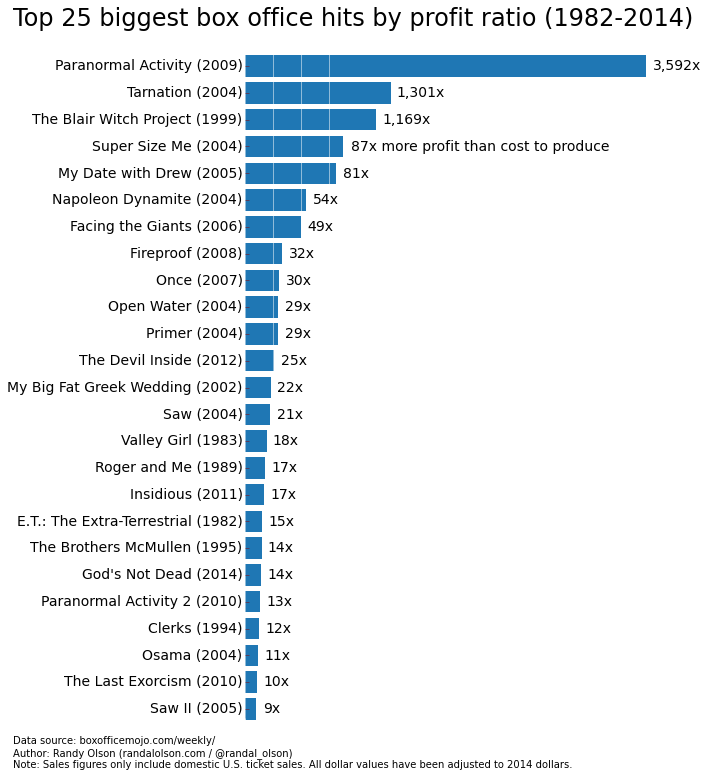 Top 25 biggest box office hits by profit ratio (1982-2014)
Paranormal Activity (2009) 3,592x
Tarnation (2004) 1,301x
The Blair Witch Project (1999) 1,169x
Super Size Me (2004) 87x more profit than cost to produce
My Date with Drew (2005) 81x
Napoleon Dynamite (2004) 54x
Facing the Giants (2006) 49x
Fireproof (2008) 32x
Once (2007) 30x
Open Water (2004) 29x
Primer (2004) 29x
The Devil Inside (2012) 25x
My Big Fat Greek Wedding (2002) 22x
Saw (2004) 21x
Valley Girl (1983) 18x
Roger and Me (1989) 17x
Insidious (2011) 17x
E.T.: The Extra-Terrestrial (1982) 15x
The Brothers McMullen (1995) 14x
God's Not Dead (2014) 14x
Paranormal Activity 2 (2010) 13x
Clerks (1994) 12x
Osama (2004) 11x
The Last Exorcism (2010) 10x
Saw II (2005) 9x
Data source: boxofficemojo.com/weekly/
Author: Randy Olson (randalolson.com / @randal_olson)
Note: Sales figures only include domestic U.S. ticket sales. All dollar values have been adjusted to 2014 dollars.